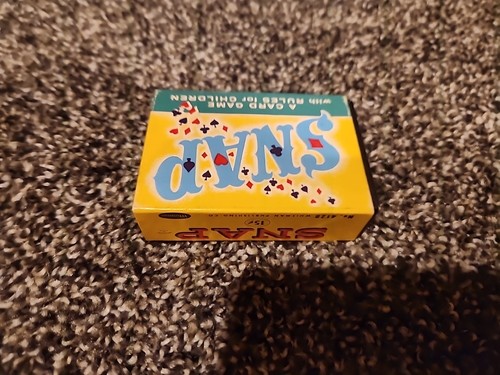 A CARD GAME
with RULES for CHILDREN
SNAP
SNAP
15¢